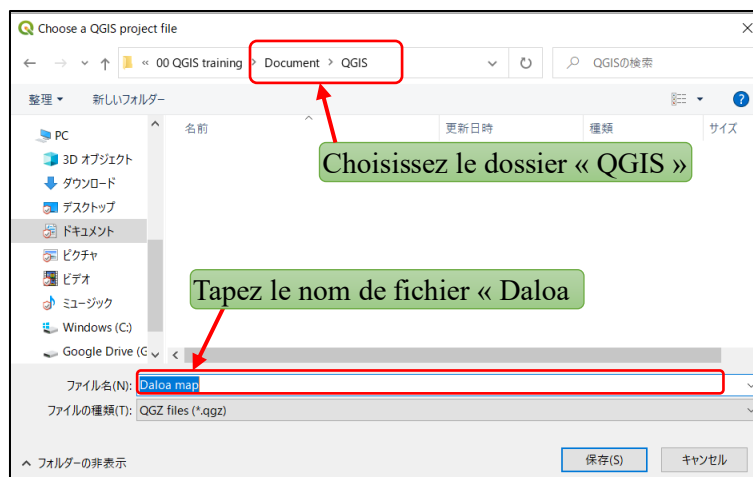 Choose a QGIS project file
« 00 QGIS training > Document > QGIS
QGISの検索
整理 新しいフォルダー
名前 更新日時 種類 サイズ
PC
3D オブジェクト
ダウンロード
デスクトップ
ドキュメント
ピクチャ
ビデオ
ミュージック
Windows (C:)
Google Drive (G
Choisissez le dossier « QGIS »
Tapez le nom de fichier « Daloa
ファイル名(N): Daloa map
ファイルの種類(T): QGZ files (*.qgz)
フォルダーの非表示
保存(S) キャンセル